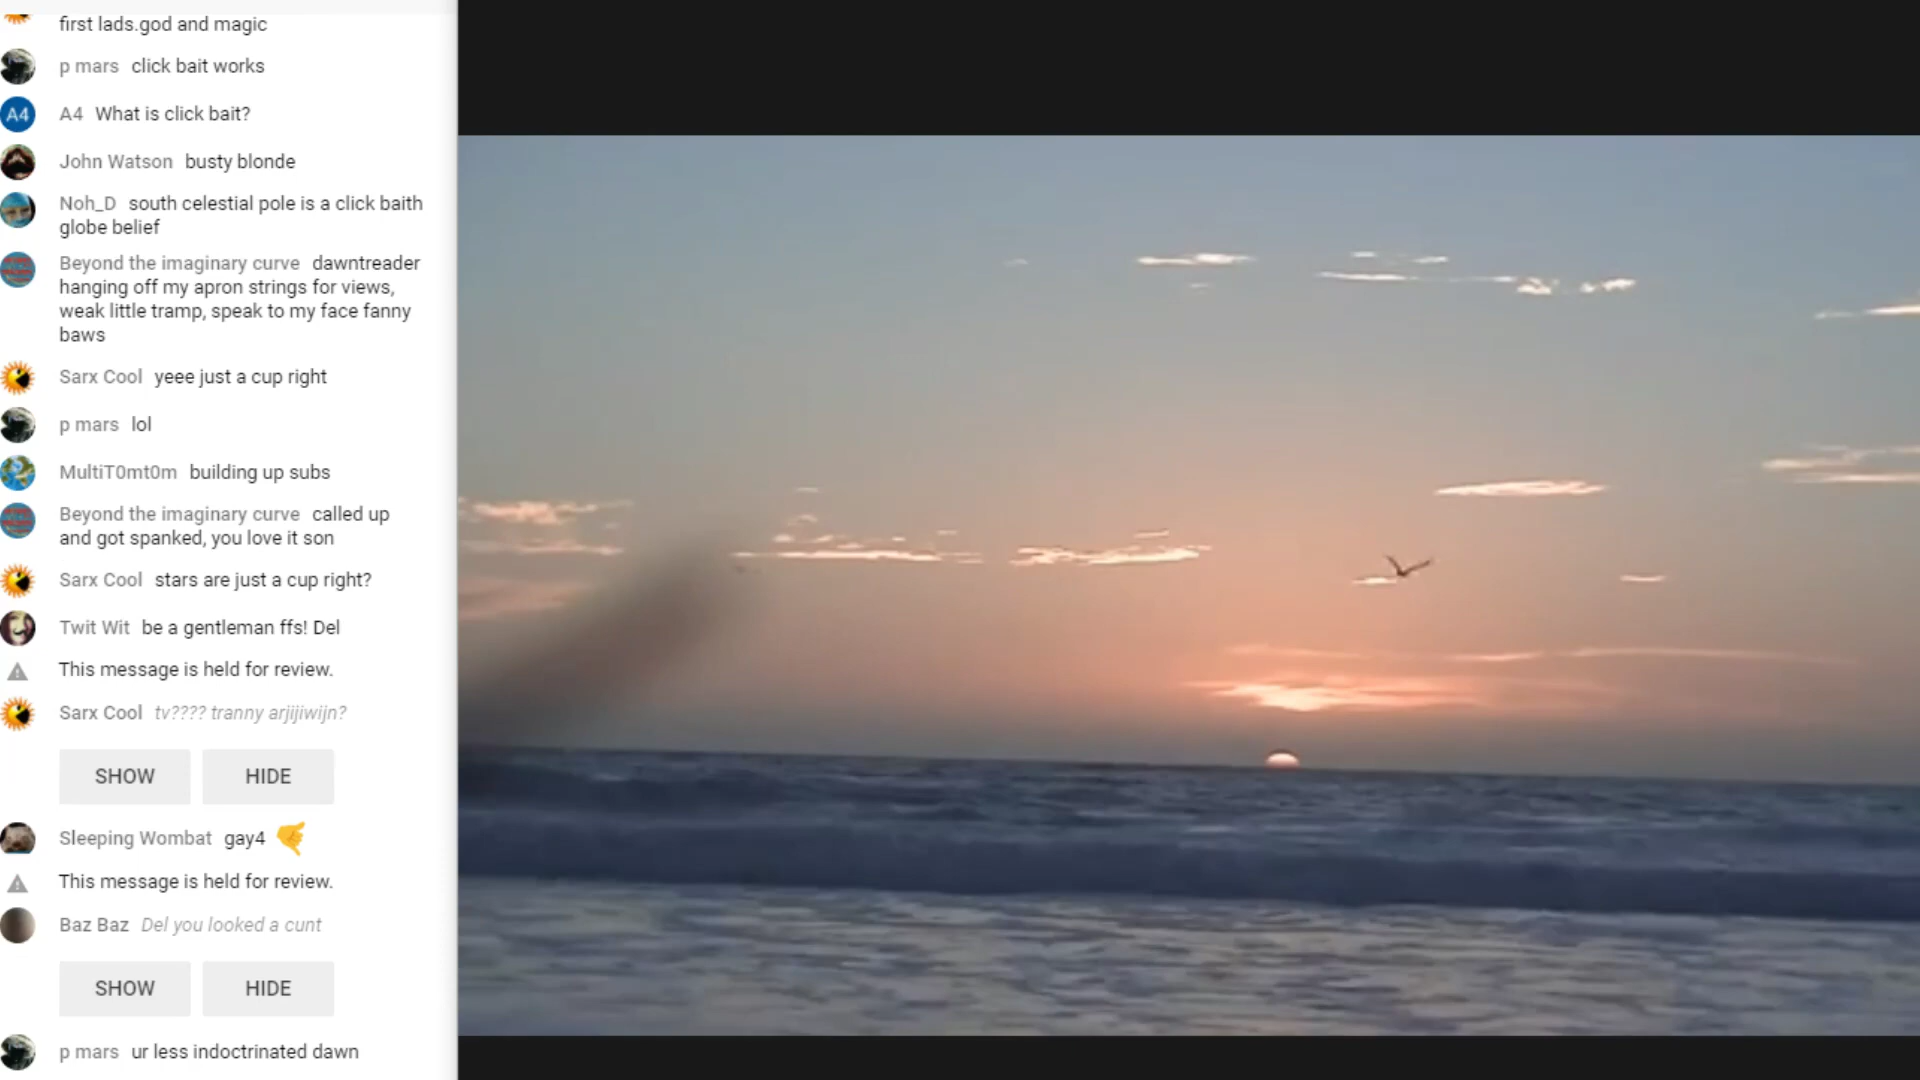 first lads.god and magic
p mars click bait works
A4 A4 What is click bait?
John Watson busty blonde
Noh_D south celestial pole is a click baith
globe belief
Beyond the imaginary curve dawntreader
hanging off my apron strings for views,
weak little tramp, speak to my face fanny
baws
Sarx Cool yeee just a cup right
p mars lol
MultiT0mt0m building up subs
Beyond the imaginary curve called up
and got spanked, you love it son
Sarx Cool stars are just a cup right?
Twit Wit be a gentleman ffs! Del
This message is held for review.
Sarx Cool tv???? tranny arjijiwijn?
SHOW HIDE
Sleeping Wombat gay4
This message is held for review.
Baz Baz Del you looked a cunt
SHOW HIDE
p mars ur less indoctrinated dawn